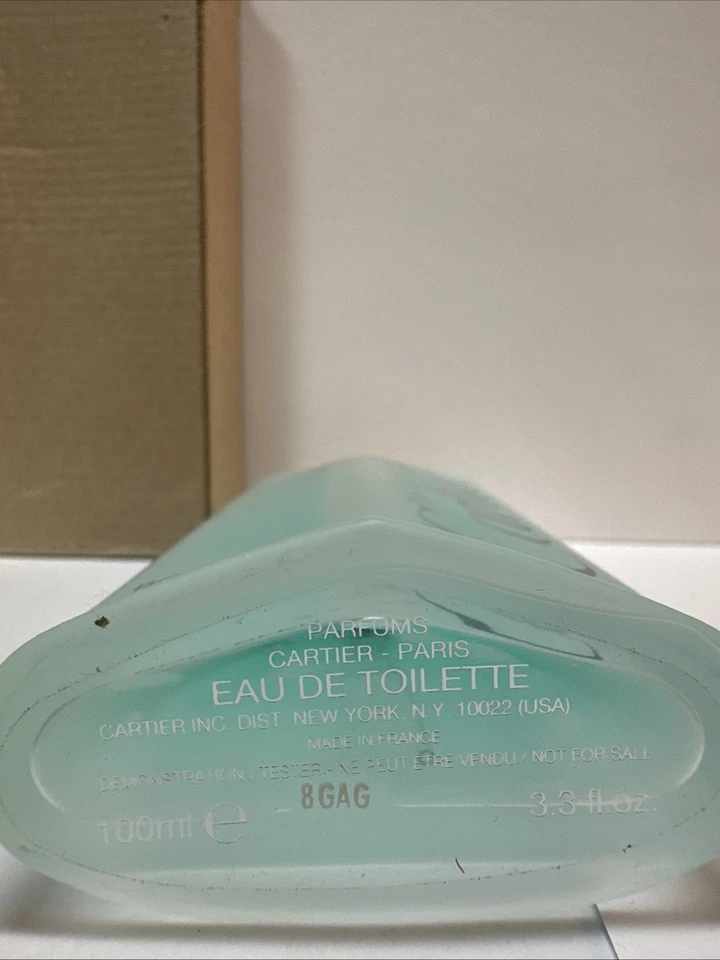 PARFUMS
CARTIER - PARIS
EAU DE TOILETTE
CARTIER INC. DIST. NEW YORK, N.Y. 10022 (USA)
MADE IN FRANCE
DEMONSTRATION / TESTER - NE PEUT ETRE VENDU / NOT FOR SALE
100ml ℮ 8GAG 3.3 fl.oz.